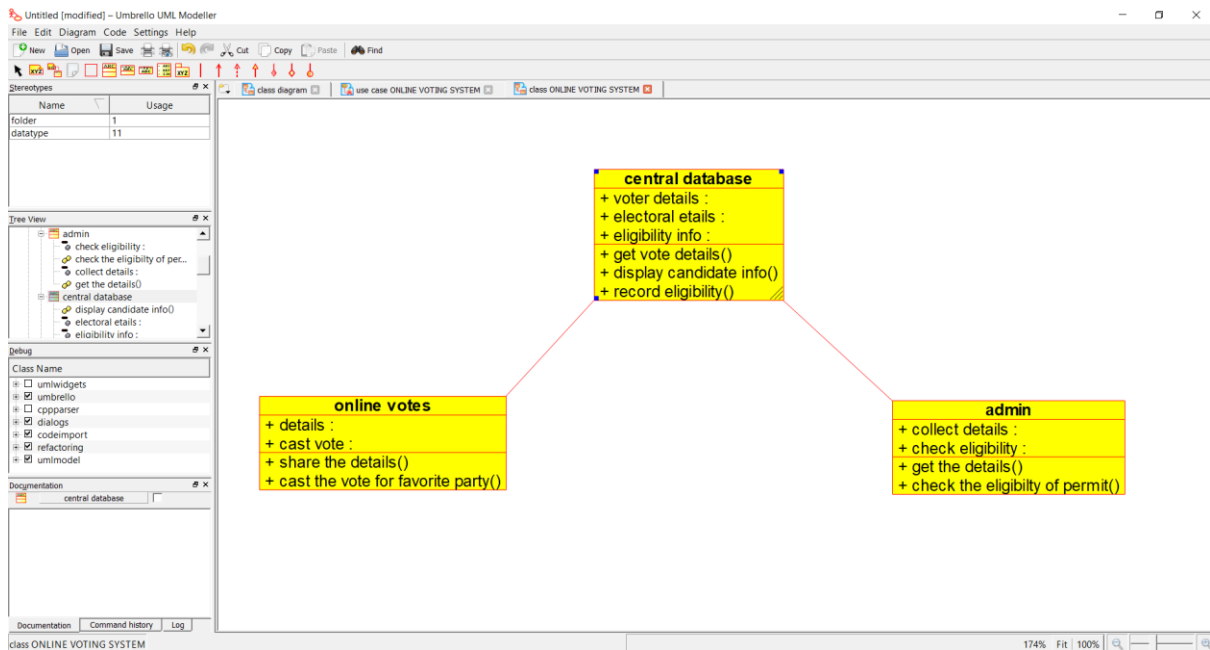 Untitled [modified] – Umbrello UML Modeller
File Edit Diagram Code Settings Help
New Open Save Cut Copy Paste Find
Stereotypes
Name Usage
folder 1
datatype 11
class diagram use case ONLINE VOTING SYSTEM class ONLINE VOTING SYSTEM
Tree View
admin
check eligibility :
check the eligibilty of per...
collect details :
get the details()
central database
display candidate info()
electoral etails :
eligibility info :
Debug
Class Name
umlwidgets
umbrello
cppparser
dialogs
codeimport
refactoring
umlmodel
Documentation
central database
Documentation Command history Log
central database
+ voter details :
+ electoral etails :
+ eligibility info :
+ get vote details()
+ display candidate info()
+ record eligibility()
online votes
+ details :
+ cast vote :
+ share the details()
+ cast the vote for favorite party()
admin
+ collect details :
+ check eligibility :
+ get the details()
+ check the eligibilty of permit()
class ONLINE VOTING SYSTEM
174% Fit 100%